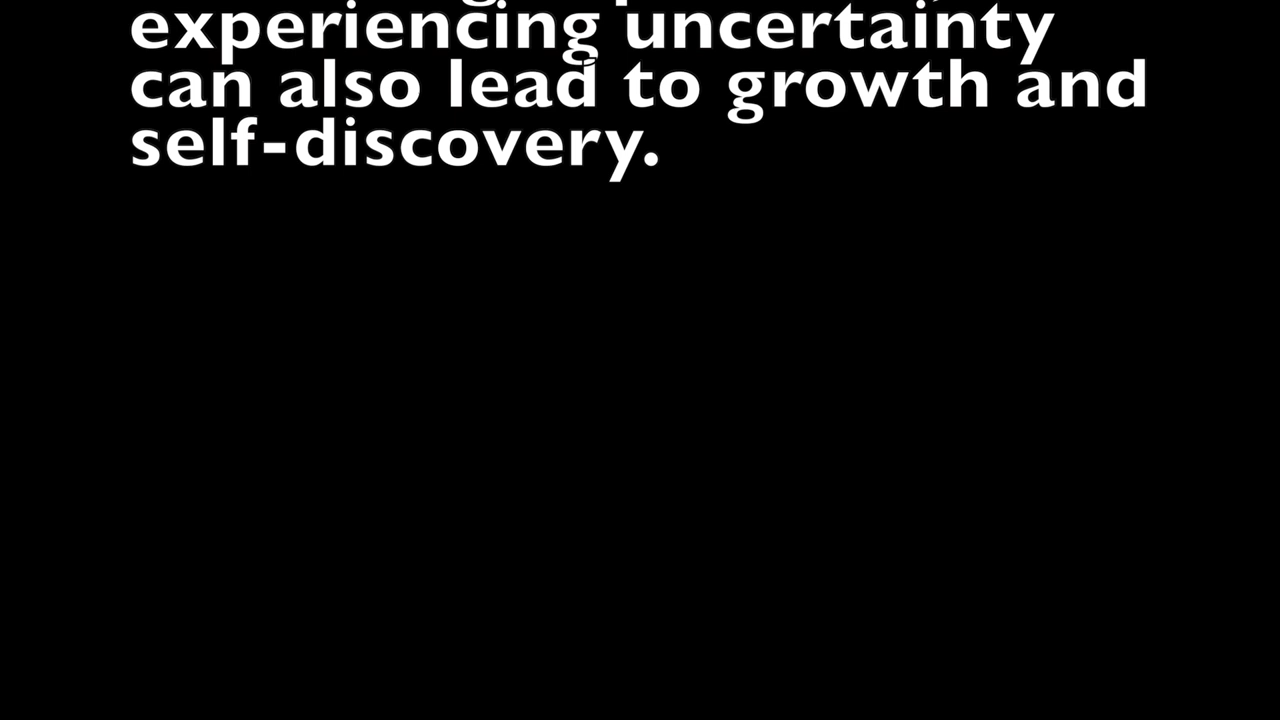 experiencing uncertainty
can also lead to growth and
self-discovery.